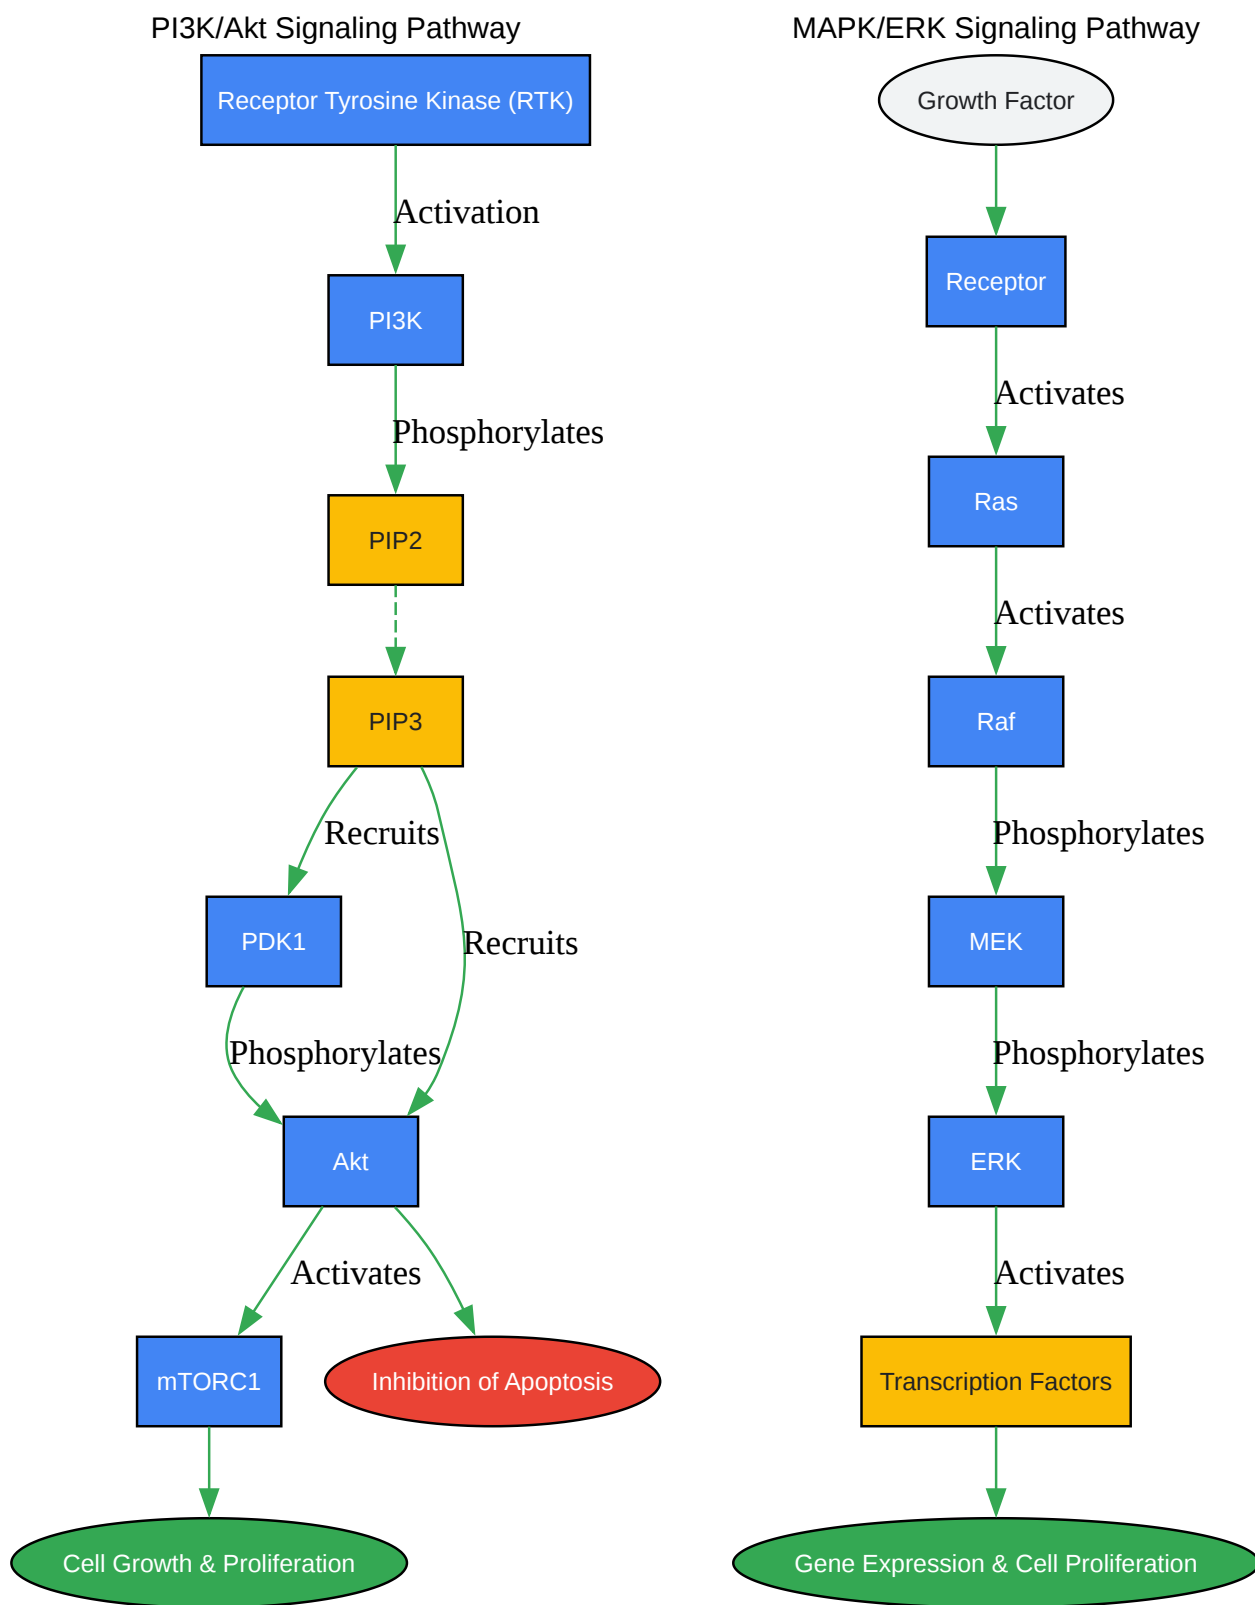 PI3K/Akt Signaling Pathway
Receptor Tyrosine Kinase (RTK)
Activation
PI3K
Phosphorylates
PIP2
PIP3
Recruits
PDK1
Recruits
Phosphorylates
Akt
Activates
mTORC1
Inhibition of Apoptosis
Cell Growth & Proliferation
MAPK/ERK Signaling Pathway
Growth Factor
Receptor
Activates
Ras
Activates
Raf
Phosphorylates
MEK
Phosphorylates
ERK
Activates
Transcription Factors
Gene Expression & Cell Proliferation